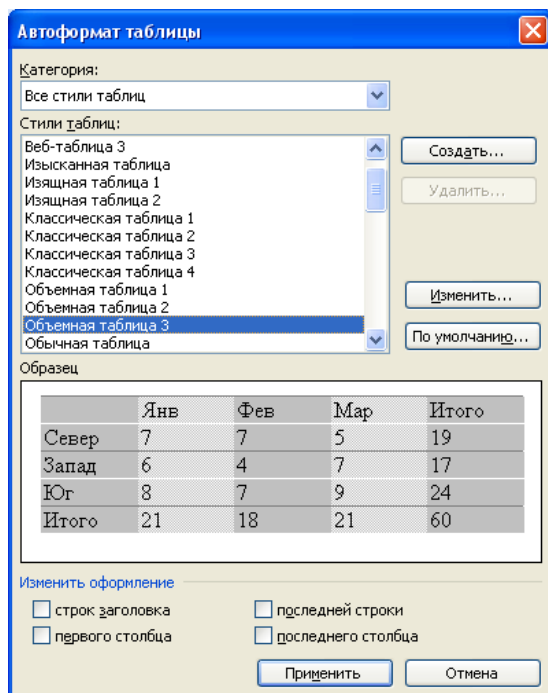 Автоформат таблицы
Категория:
Все стили таблиц
Стили таблиц:
Веб-таблица 3
Изысканная таблица
Изящная таблица 1
Изящная таблица 2
Классическая таблица 1
Классическая таблица 2
Классическая таблица 3
Классическая таблица 4
Объемная таблица 1
Объемная таблица 2
Объемная таблица 3
Обычная таблица
Создать...
Удалить...
Изменить...
По умолчанию...
Образец
Янв Фев Мар Итого
Север 7 7 5 19
Запад 6 4 7 17
Юг 8 7 9 24
Итого 21 18 21 60
Изменить оформление
строк заголовка
последней строки
первого столбца
последнего столбца
Применить
Отмена